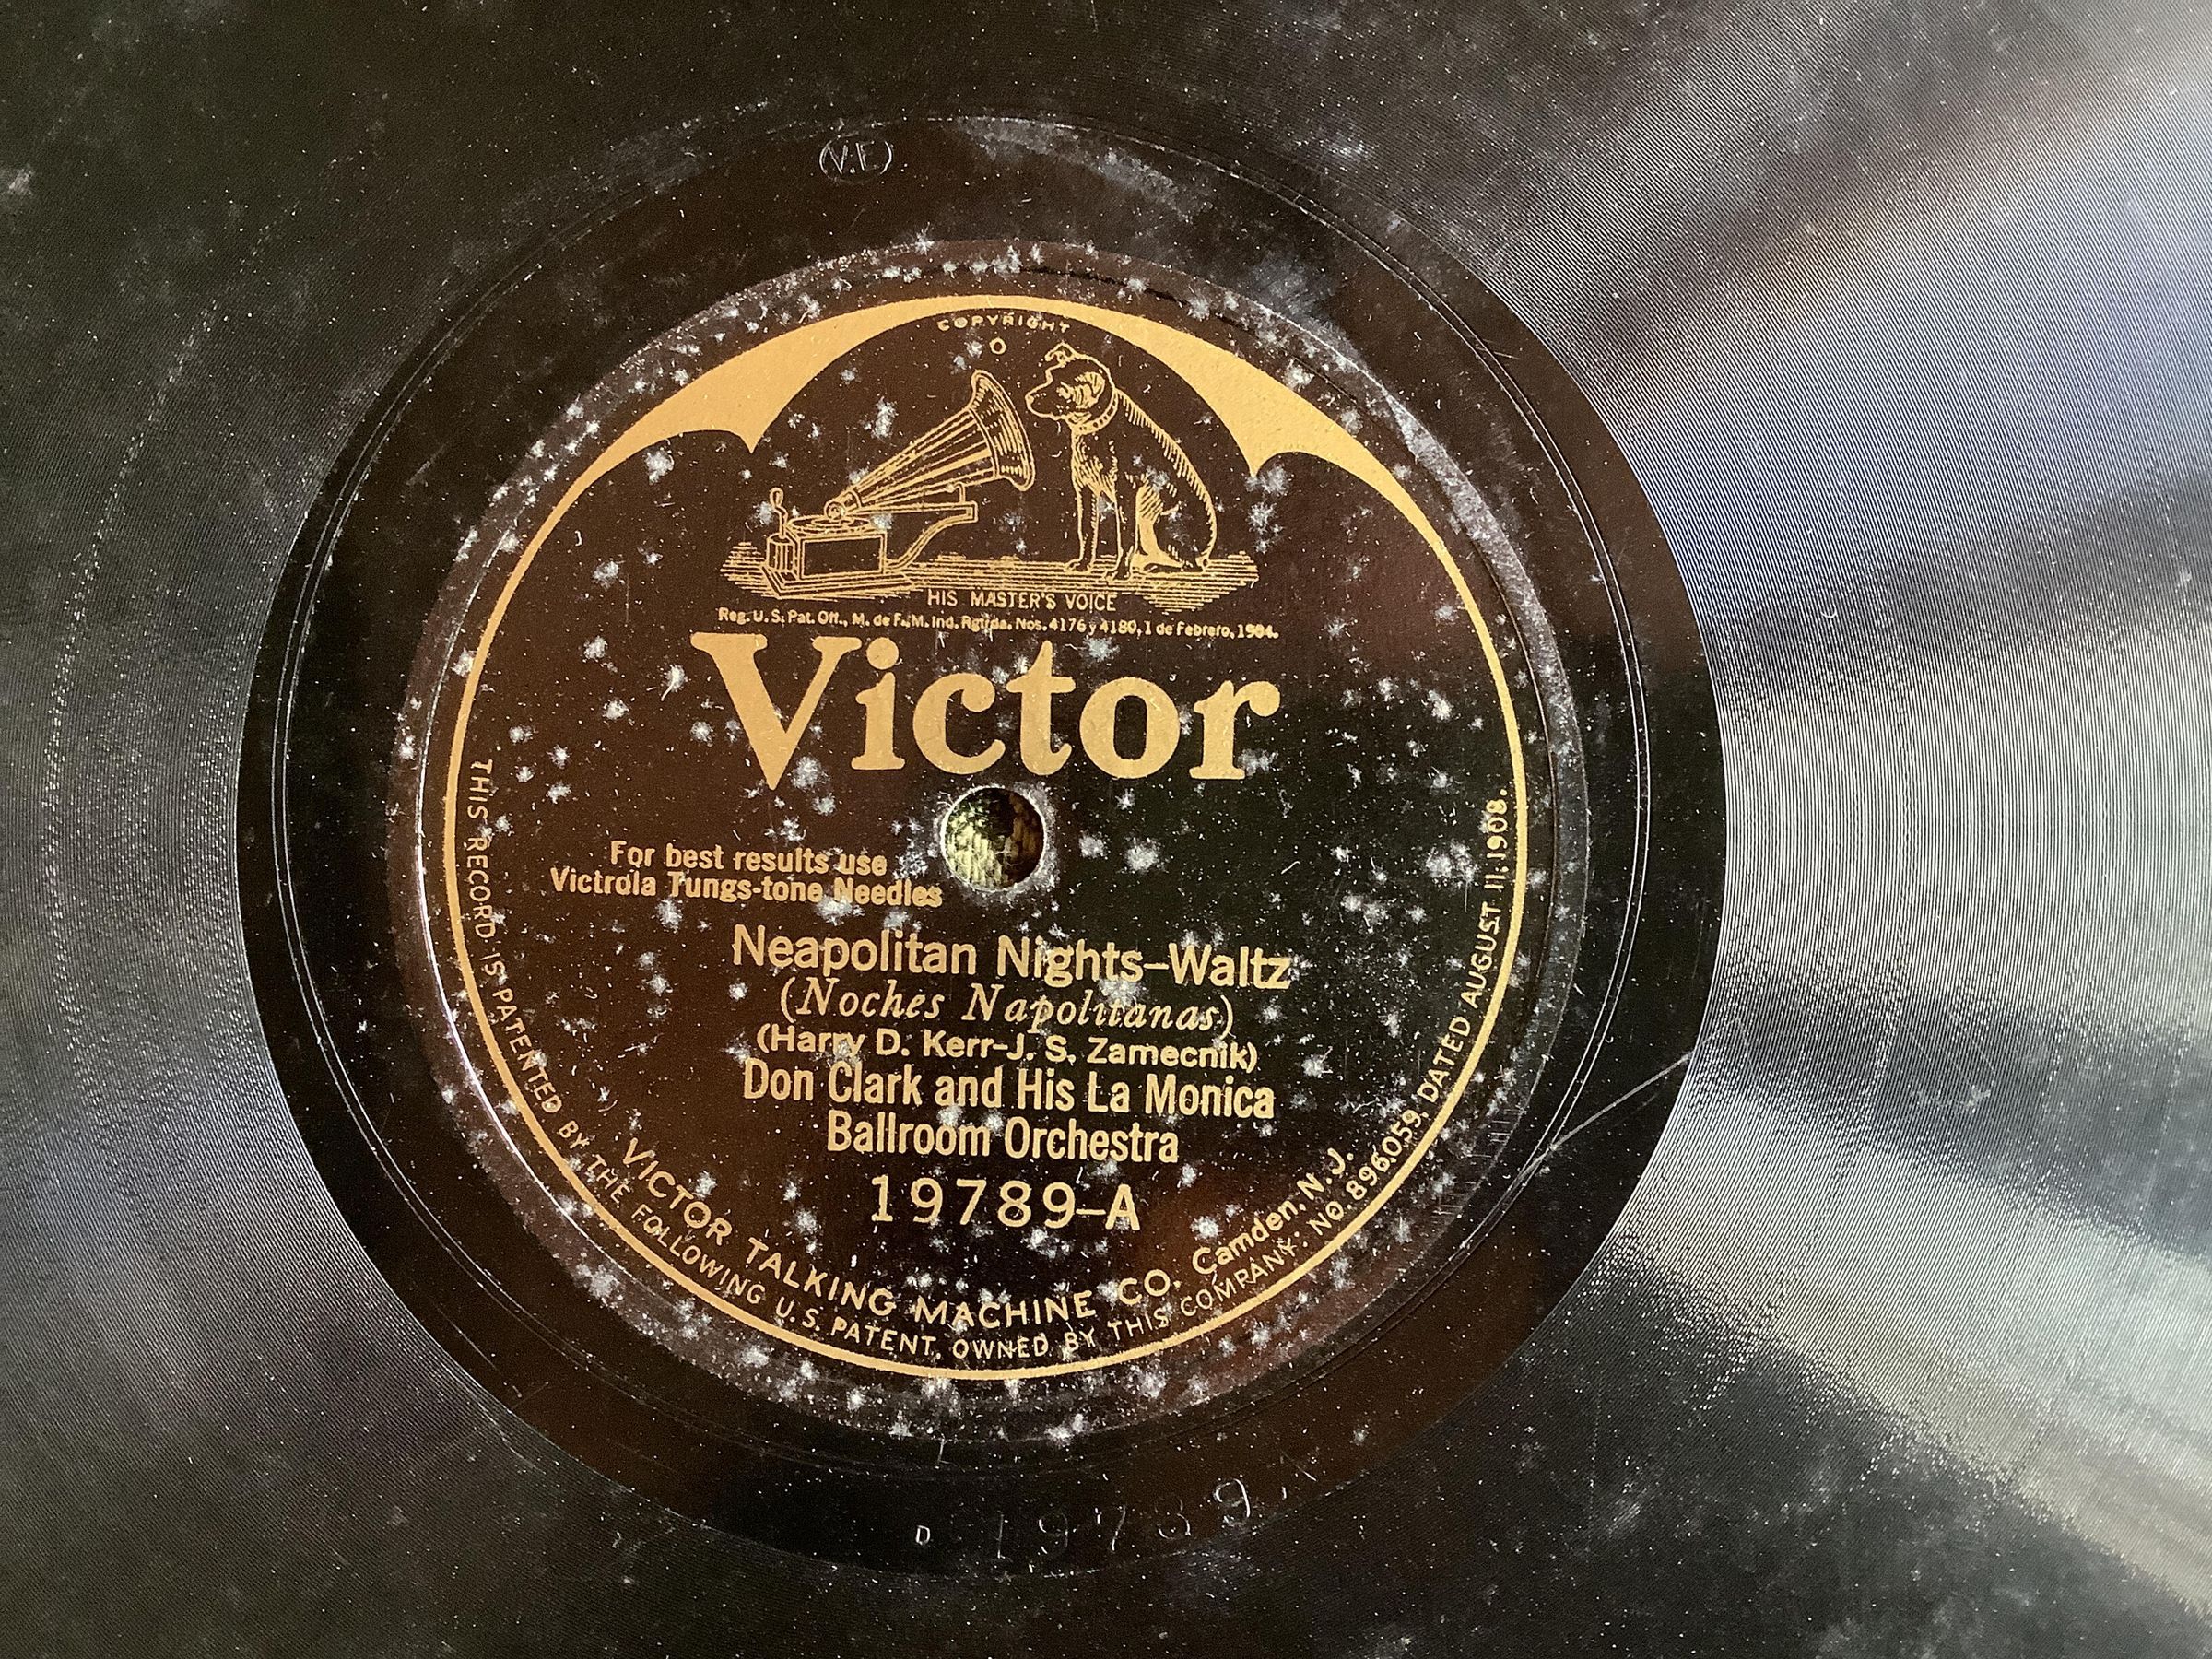 V.E
COPYRIGHT
HIS MASTER'S VOICE
Reg. U. S. Pat. Off., M. de F. M. Ind. Rgtrda. Nos. 4176 y 4180, 1 de Febrero, 1904.
Victor
For best results use
Victrola Tungs-tone Needles
Neapolitan Nights–Waltz
(Noches Napolitanas)
(Harry D. Kerr-J. S. Zamecnik)
Don Clark and His La Monica
Ballroom Orchestra
19789-A
VICTOR TALKING MACHINE CO. Camden, N. J.
THIS RECORD IS PATENTED BY THE FOLLOWING U. S. PATENT, OWNED BY THIS COMPANY: NO. 896,059. DATED AUGUST 11, 1908.
D 19789